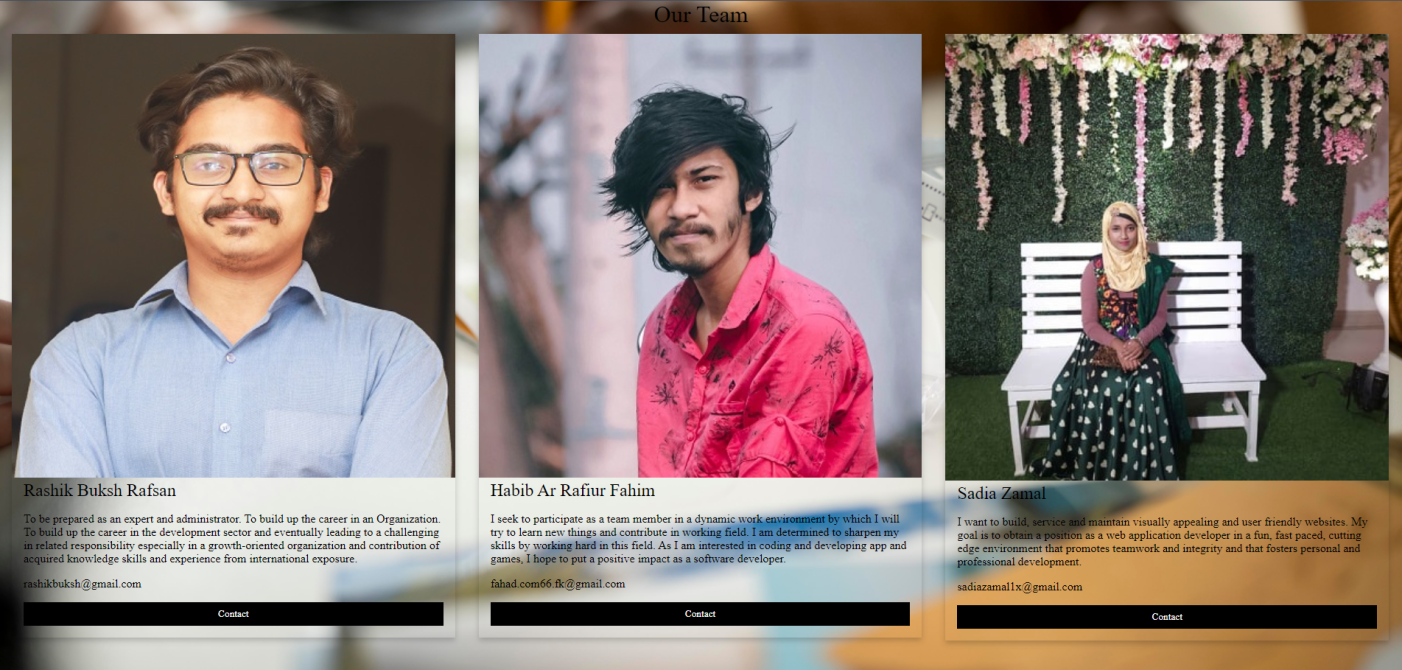 Our Team
Rashik Buksh Rafsan
To be prepared as an expert and administrator. To build up the career in an Organization.
To build up the career in the development sector and eventually leading to a challenging
in related responsibility especially in a growth-oriented organization and contribution of
acquired knowledge skills and experience from international exposure.
rashikbuksh@gmail.com
Contact
Habib Ar Rafiur Fahim
I seek to participate as a team member in a dynamic work environment by which I will
try to learn new things and contribute in working field. I am determined to sharpen my
skills by working hard in this field. As I am interested in coding and developing app and
games, I hope to put a positive impact as a software developer.
fahad.com66.fk@gmail.com
Contact
Sadia Zamal
I want to build, service and maintain visually appealing and user friendly websites. My
goal is to obtain a position as a web application developer in a fun, fast paced, cutting
edge environment that promotes teamwork and integrity and that fosters personal and
professional development.
sadiazamal1x@gmail.com
Contact